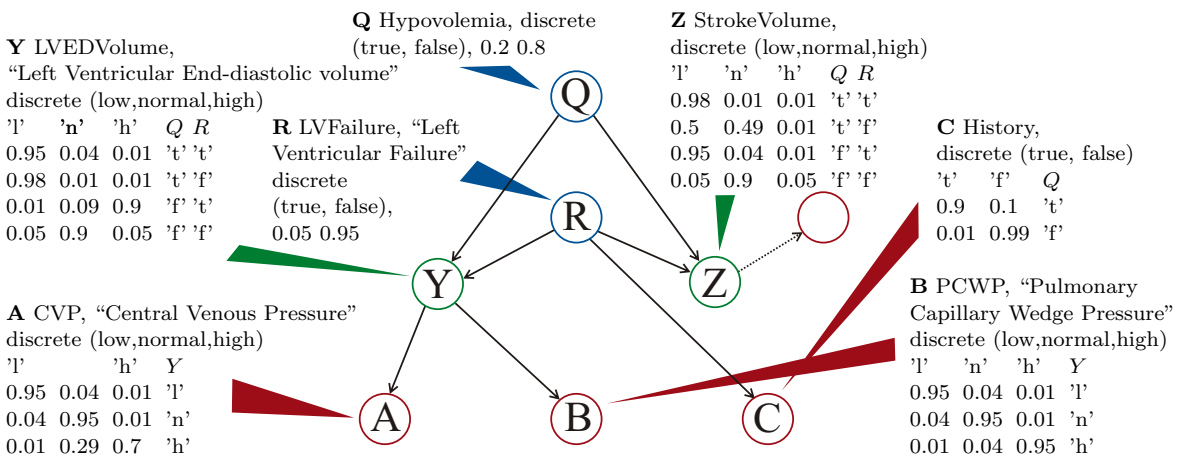 Q Hypovolemia, discrete
(true, false), 0.2 0.8
Z StrokeVolume,
discrete (low,normal,high)
'l' 'n' 'h' Q R
0.98 0.01 0.01 't' 't'
0.5 0.49 0.01 't' 'f'
0.95 0.04 0.01 'f' 't'
0.05 0.9 0.05 'f' 'f'
Y LVEDVolume,
“Left Ventricular End-diastolic volume”
discrete (low,normal,high)
'l' 'n' 'h' Q R
0.95 0.04 0.01 't' 't'
0.98 0.01 0.01 't' 'f'
0.01 0.09 0.9 'f' 't'
0.05 0.9 0.05 'f' 'f'
R LVFailure, “Left
Ventricular Failure”
discrete
(true, false),
0.05 0.95
C History,
discrete (true, false)
't' 'f' Q
0.9 0.1 't'
0.01 0.99 'f'
Q
R
Y
Z
A CVP, “Central Venous Pressure”
discrete (low,normal,high)
'l' 'h' Y
0.95 0.04 0.01 'l'
0.04 0.95 0.01 'n'
0.01 0.29 0.7 'h'
B PCWP, “Pulmonary
Capillary Wedge Pressure”
discrete (low,normal,high)
'l' 'n' 'h' Y
0.95 0.04 0.01 'l'
0.04 0.95 0.01 'n'
0.01 0.04 0.95 'h'
A
B
C